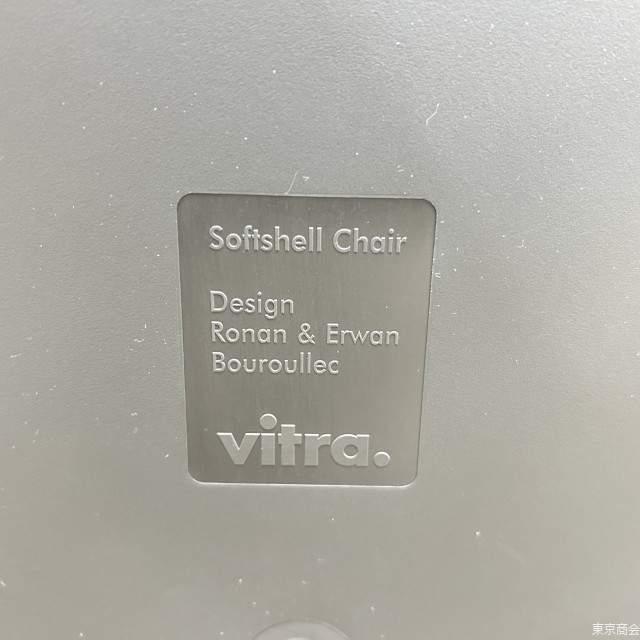 Softshell Chair
Design
Ronan & Erwan
Bouroullec
vitra.
東京商会